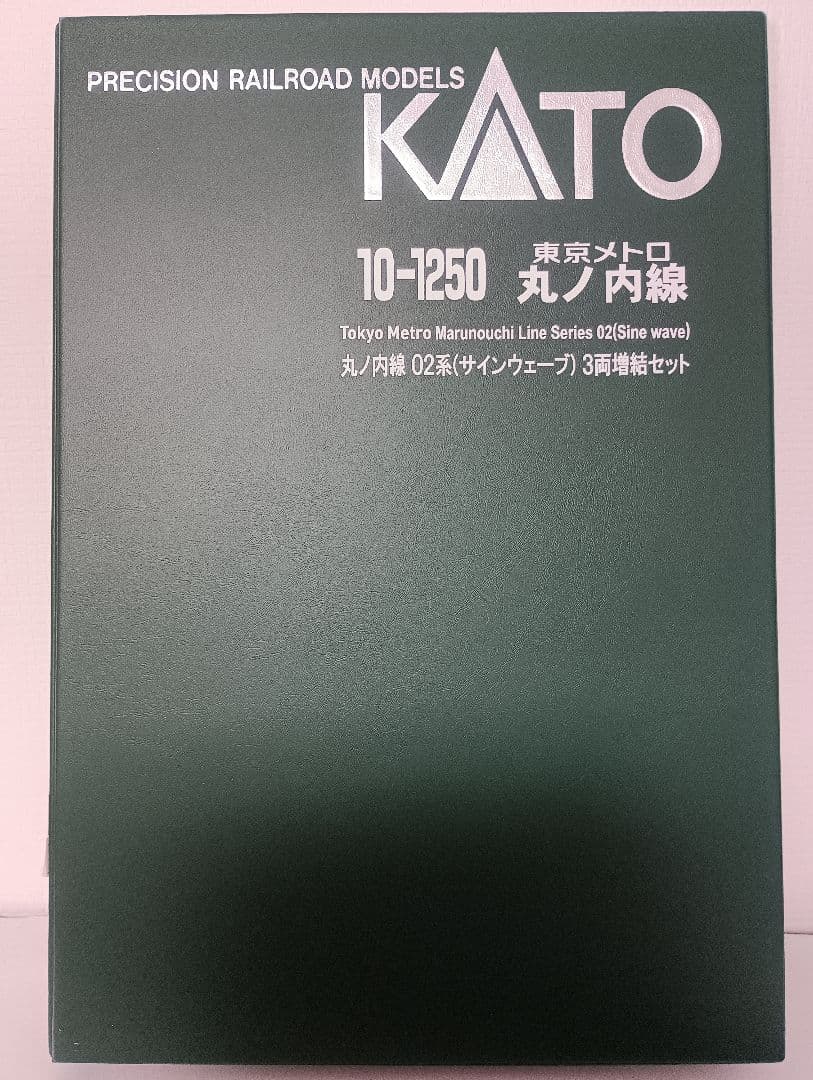 PRECISION RAILROAD MODELS
KATO
10-1250
東京メトロ
丸ノ内線
Tokyo Metro Marunouchi Line Series 02(Sine wave)
丸ノ内線 02系(サインウェーブ) 3両増結セット